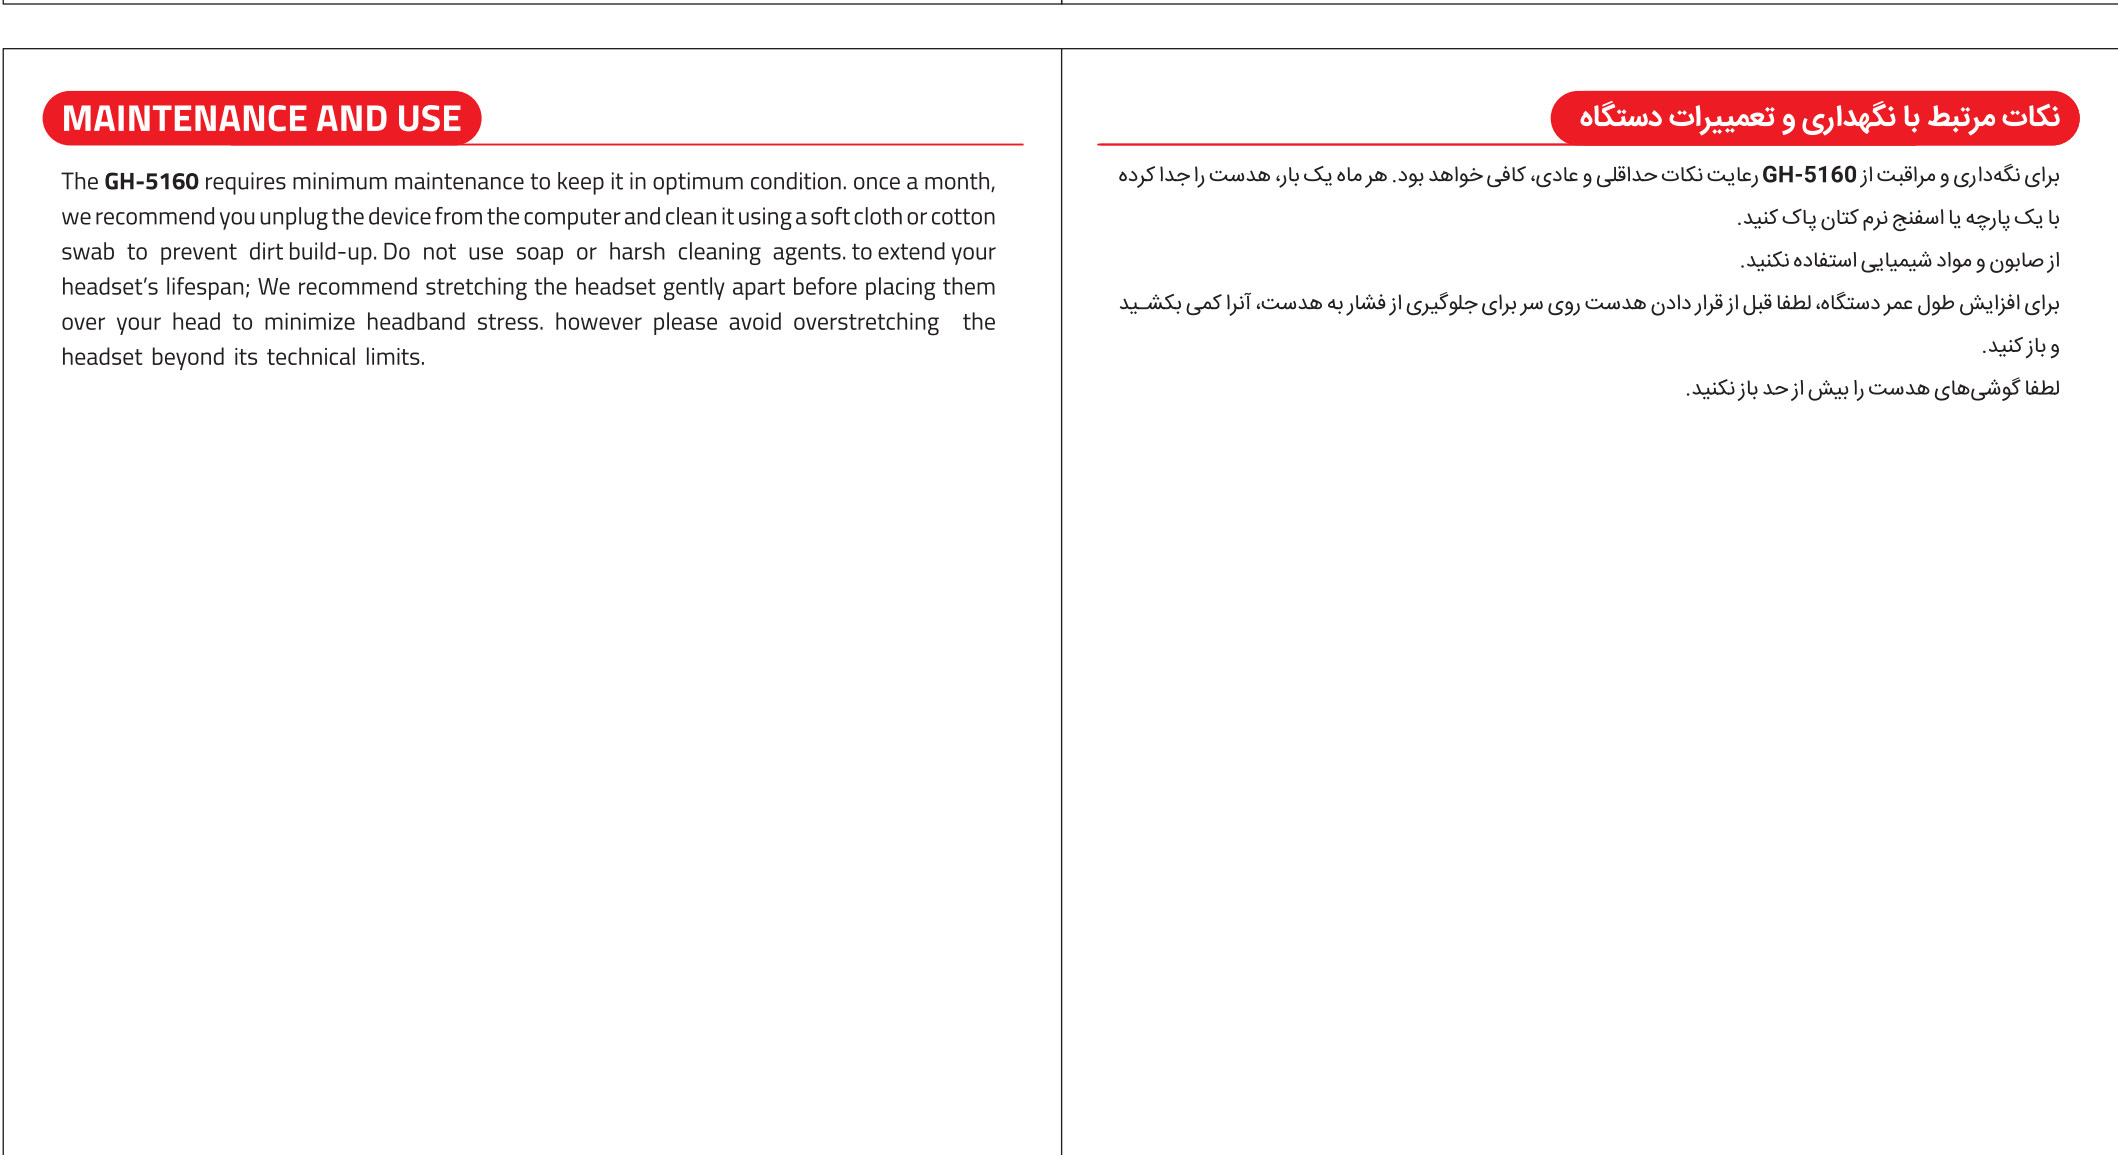 MAINTENANCE AND USE
The GH-5160 requires minimum maintenance to keep it in optimum condition. once a month,
we recommend you unplug the device from the computer and clean it using a soft cloth or cotton
swab to prevent dirt build-up. Do not use soap or harsh cleaning agents. to extend your
headset’s lifespan; We recommend stretching the headset gently apart before placing them
over your head to minimize headband stress. however please avoid overstretching the
headset beyond its technical limits.
نکات مرتبط با نگهداری و تعمییرات دستگاه
برای نگه‌داری و مراقبت از GH-5160 رعایت نکات حداقلی و عادی، کافی خواهد بود. هر ماه یک بار، هدست را جدا کرده
با یک پارچه یا اسفنج نرم کتان پاک کنید.
از صابون و مواد شیمیایی استفاده نکنید.
برای افزایش طول عمر دستگاه، لطفا قبل از قرار دادن هدست روی سر برای جلوگیری از فشار به هدست، آنرا کمی بکشـید
و باز کنید.
لطفا گوشی‌های هدست را بیش از حد باز نکنید.